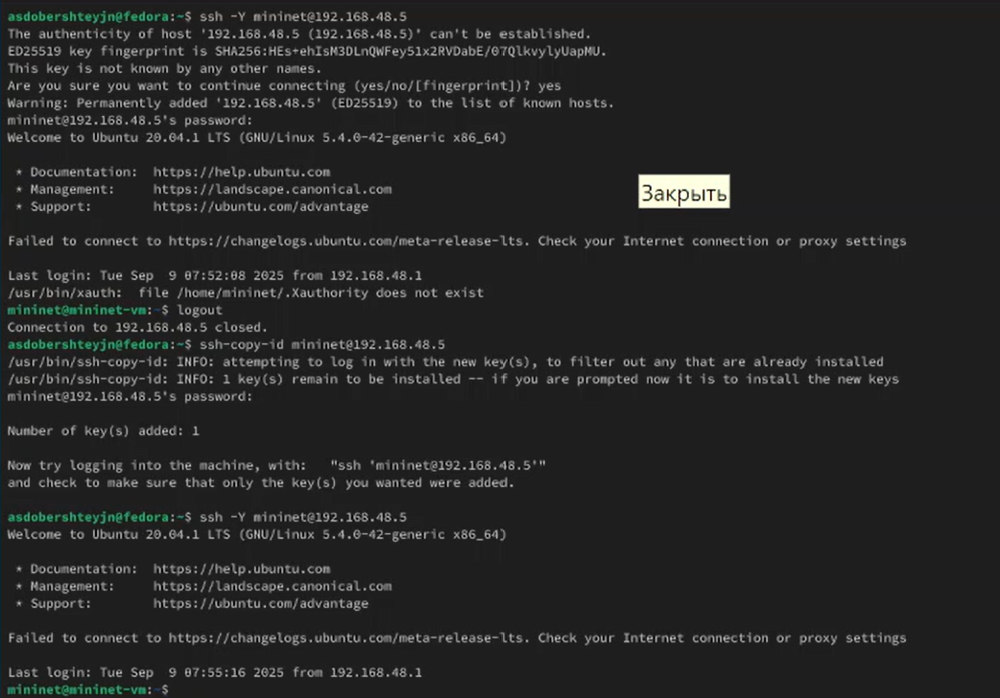 asdobershteyjn@fedora:~$ ssh -Y mininet@192.168.48.5
The authenticity of host '192.168.48.5 (192.168.48.5)' can't be established.
ED25519 key fingerprint is SHA256:HEs+ehIsM3DLnQWFey51x2RVDabE/07QlkvylyUapMU.
This key is not known by any other names.
Are you sure you want to continue connecting (yes/no/[fingerprint])? yes
Warning: Permanently added '192.168.48.5' (ED25519) to the list of known hosts.
mininet@192.168.48.5's password:
Welcome to Ubuntu 20.04.1 LTS (GNU/Linux 5.4.0-42-generic x86_64)
* Documentation:  https://help.ubuntu.com
* Management:     https://landscape.canonical.com
* Support:        https://ubuntu.com/advantage
Закрыть
Failed to connect to https://changelogs.ubuntu.com/meta-release-lts. Check your Internet connection or proxy settings
Last login: Tue Sep  9 07:52:08 2025 from 192.168.48.1
/usr/bin/xauth:  file /home/mininet/.Xauthority does not exist
mininet@mininet-vm:~$ logout
Connection to 192.168.48.5 closed.
asdobershteyjn@fedora:~$ ssh-copy-id mininet@192.168.48.5
/usr/bin/ssh-copy-id: INFO: attempting to log in with the new key(s), to filter out any that are already installed
/usr/bin/ssh-copy-id: INFO: 1 key(s) remain to be installed -- if you are prompted now it is to install the new keys
mininet@192.168.48.5's password:
Number of key(s) added: 1
Now try logging into the machine, with:   "ssh 'mininet@192.168.48.5'"
and check to make sure that only the key(s) you wanted were added.
asdobershteyjn@fedora:~$ ssh -Y mininet@192.168.48.5
Welcome to Ubuntu 20.04.1 LTS (GNU/Linux 5.4.0-42-generic x86_64)
* Documentation:  https://help.ubuntu.com
* Management:     https://landscape.canonical.com
* Support:        https://ubuntu.com/advantage
Failed to connect to https://changelogs.ubuntu.com/meta-release-lts. Check your Internet connection or proxy settings
Last login: Tue Sep  9 07:55:16 2025 from 192.168.48.1
mininet@mininet-vm:~$